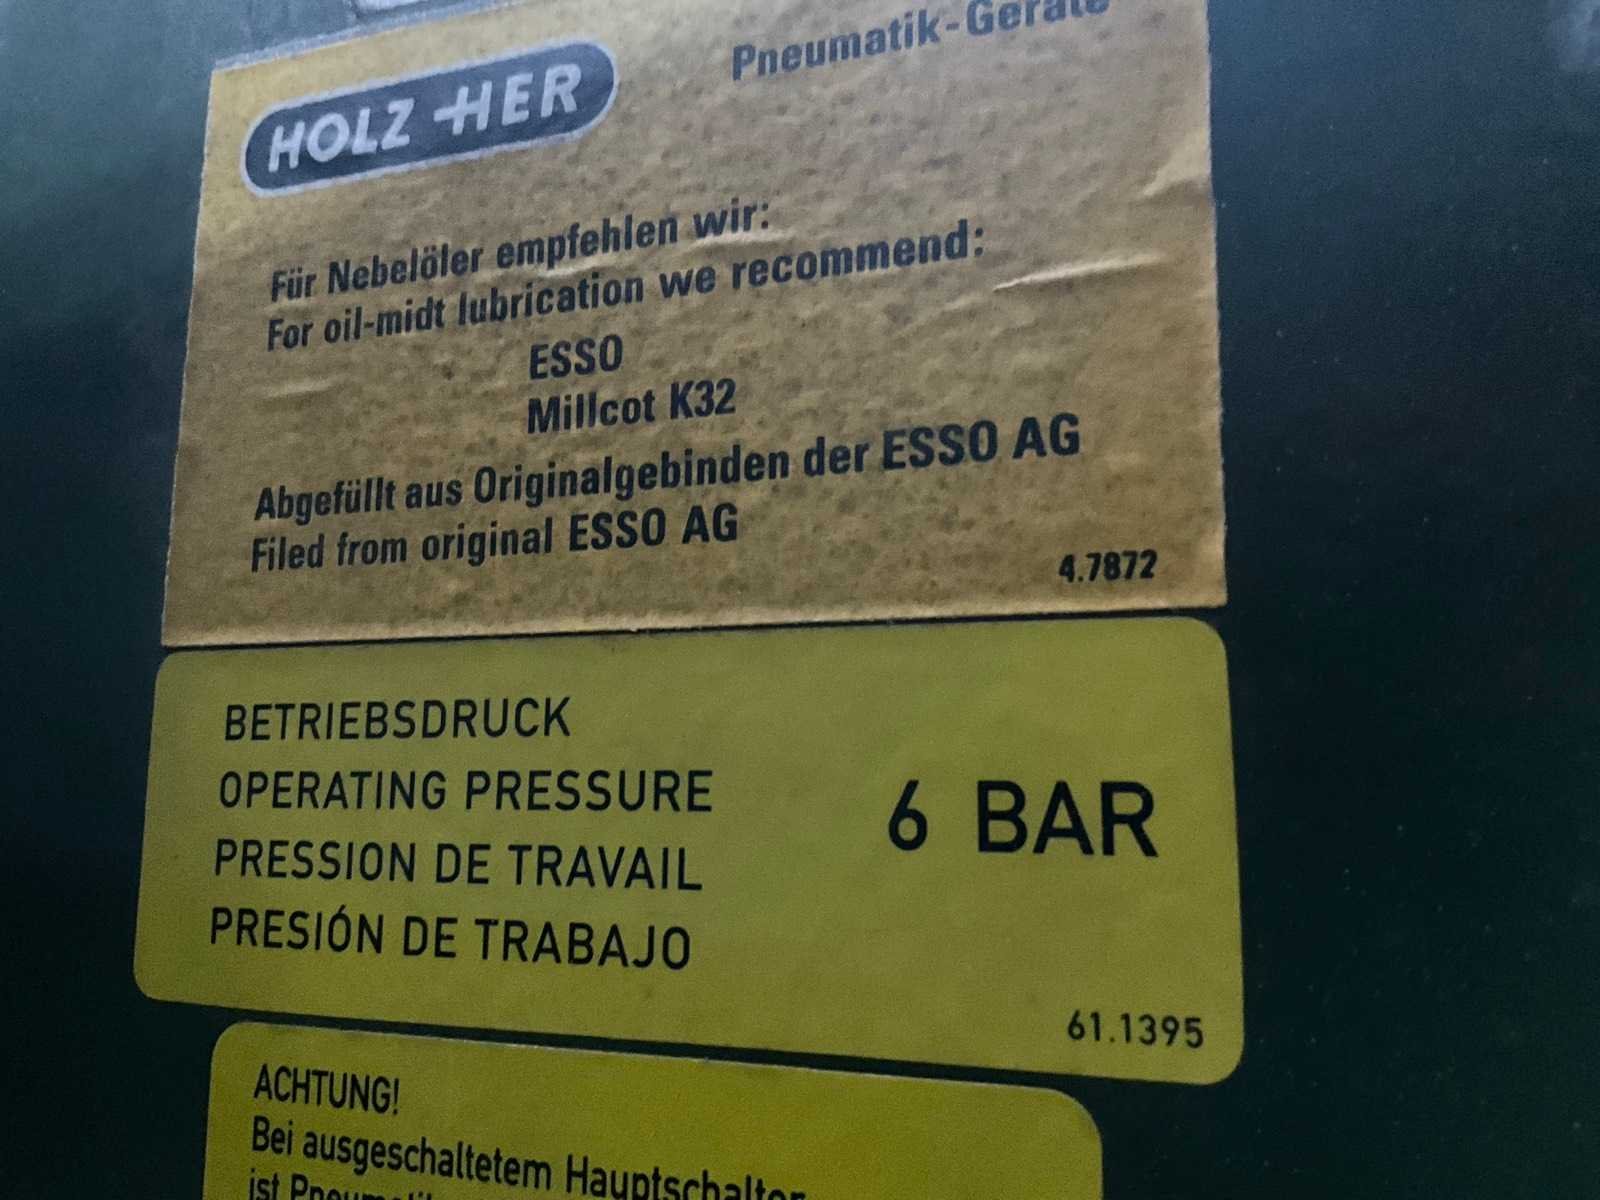 HOLZ-HER
Pneumatik-Geräte
Für Nebelöler empfehlen wir:
For oil-midt lubrication we recommend:
ESSO
Millcot K32
Abgefüllt aus Originalgebinden der ESSO AG
Filed from original ESSO AG
4.7872
BETRIEBSDRUCK
OPERATING PRESSURE
PRESSION DE TRAVAIL
PRESIÓN DE TRABAJO
6 BAR
61.1395
ACHTUNG!
Bei ausgeschaltetem Hauptschalter
ist